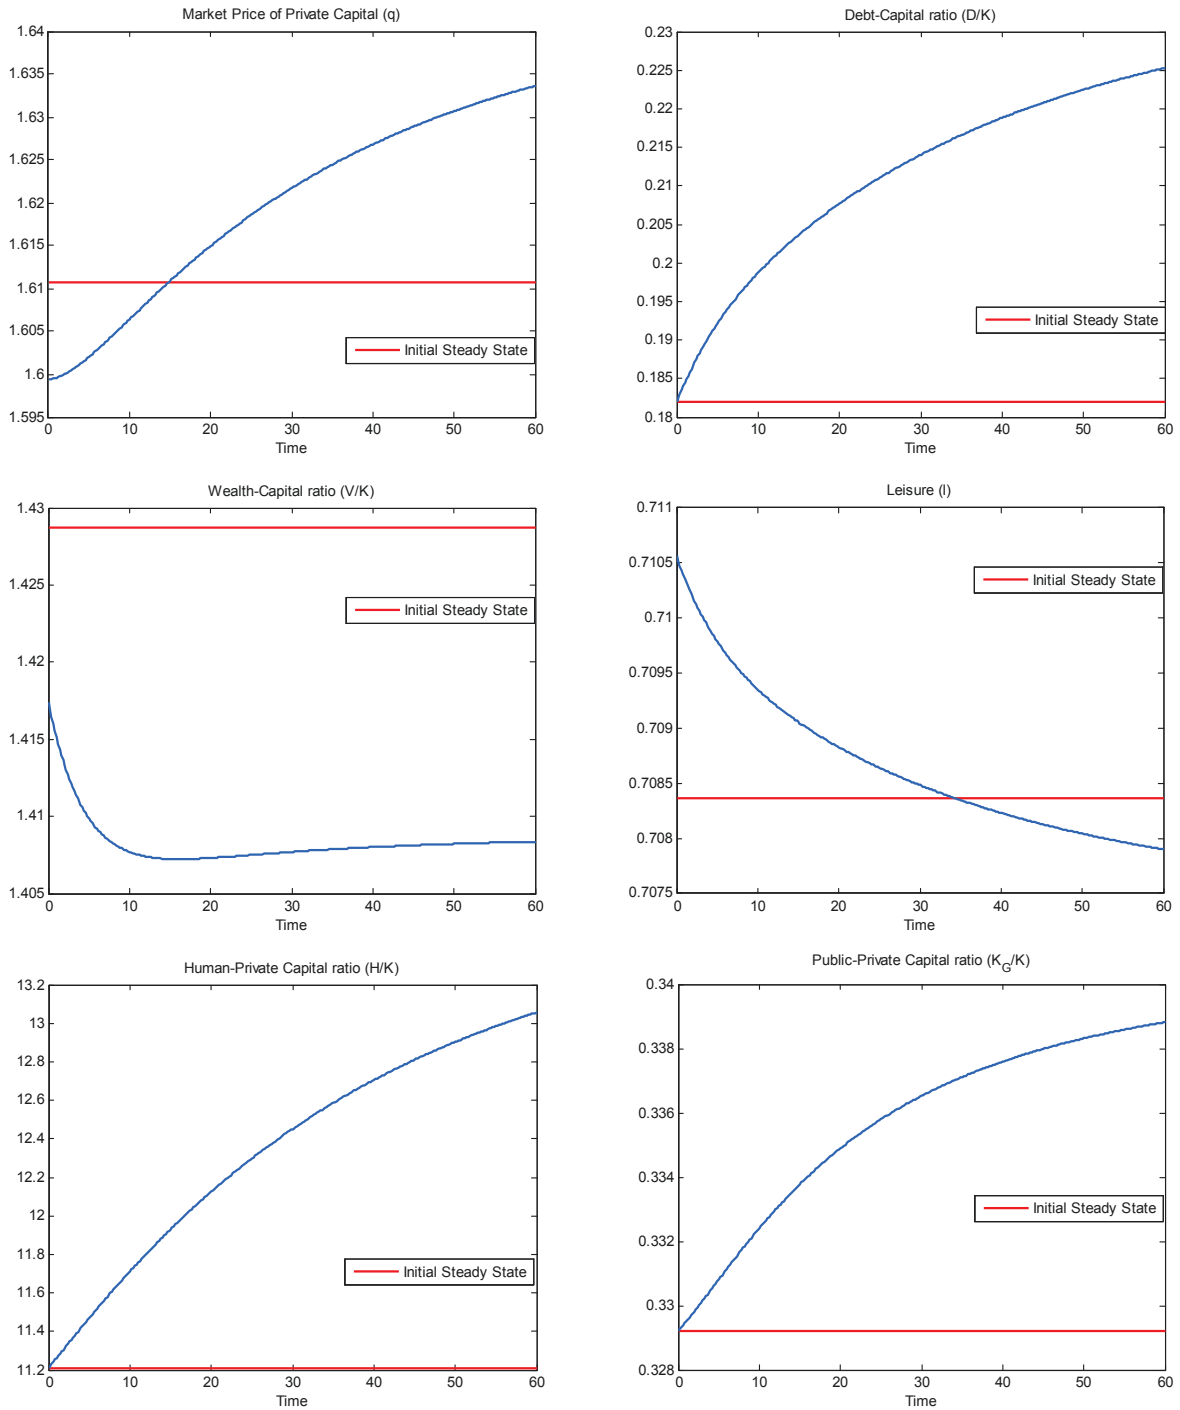 Market Price of Private Capital (q)
1.64
1.635
1.63
1.625
1.62
1.615
1.61
1.605
1.6
1.595
0 10 20 30 40 50 60
Time
Initial Steady State
Debt-Capital ratio (D/K)
0.23
0.225
0.22
0.215
0.21
0.205
0.2
0.195
0.19
0.185
0.18
0 10 20 30 40 50 60
Time
Initial Steady State
Wealth-Capital ratio (V/K)
1.43
1.425
1.42
1.415
1.41
1.405
0 10 20 30 40 50 60
Time
Initial Steady State
Leisure (l)
0.711
0.7105
0.71
0.7095
0.709
0.7085
0.708
0.7075
0 10 20 30 40 50 60
Time
Initial Steady State
Human-Private Capital ratio (H/K)
13.2
13
12.8
12.6
12.4
12.2
12
11.8
11.6
11.4
11.2
0 10 20 30 40 50 60
Time
Initial Steady State
Public-Private Capital ratio (K_G/K)
0.34
0.338
0.336
0.334
0.332
0.33
0.328
0 10 20 30 40 50 60
Time
Initial Steady State